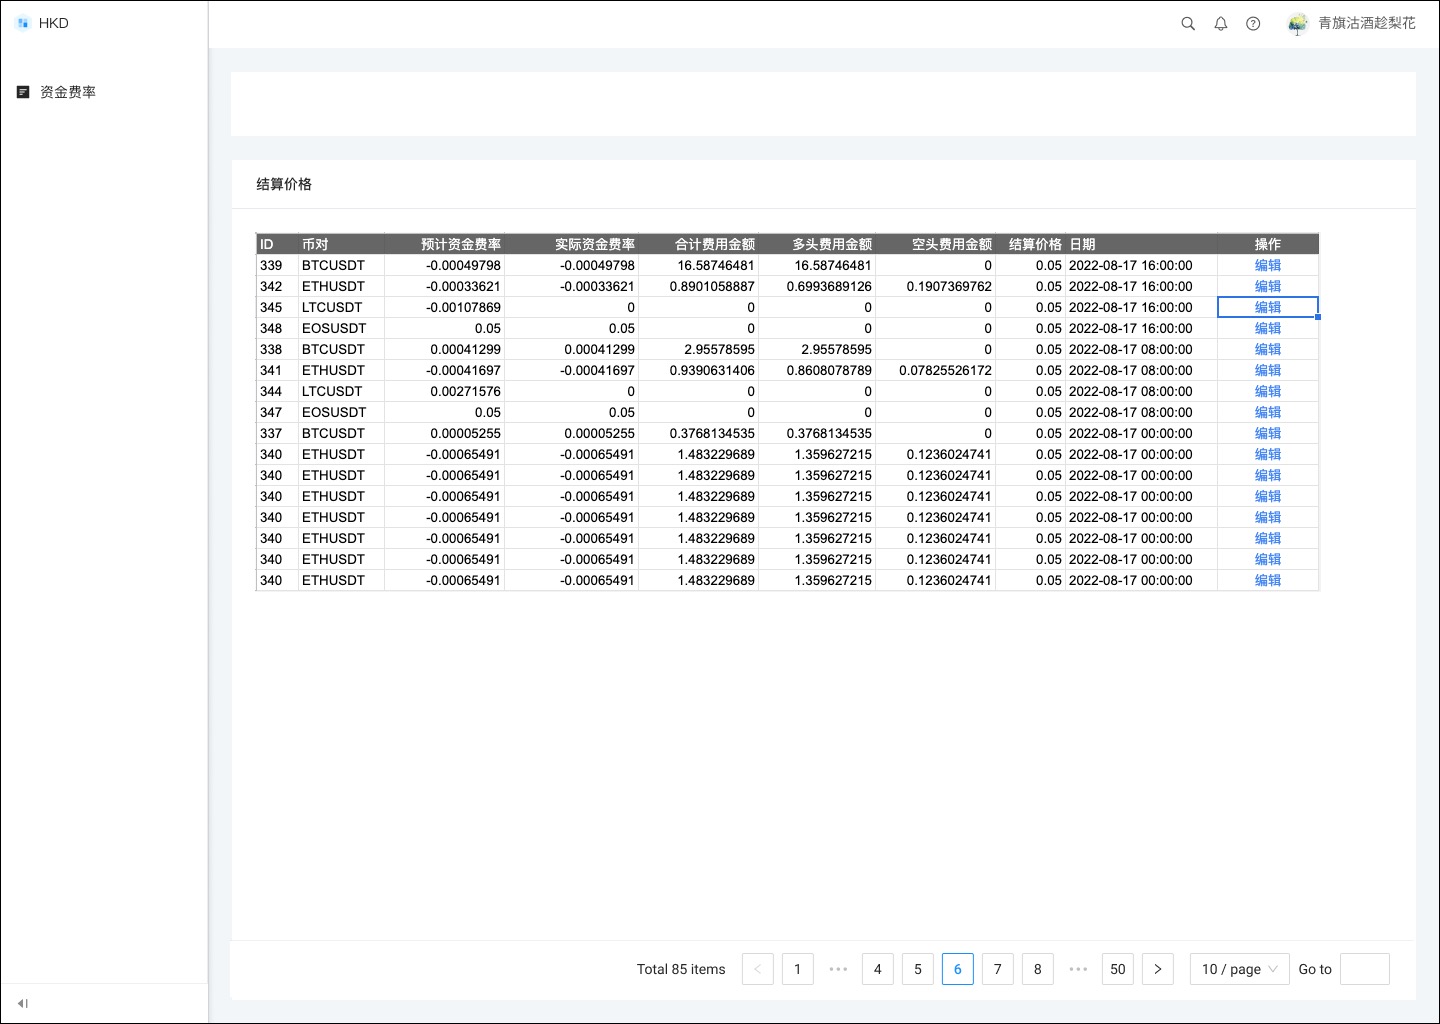 HKD
青旗沽酒趁梨花
资金费率
结算价格
ID 币对 预计资金费率 实际资金费率 合计费用金额 多头费用金额 空头费用金额 结算价格 日期 操作
339 BTCUSDT -0.00049798 -0.00049798 16.58746481 16.58746481 0 0.05 2022-08-17 16:00:00 编辑
342 ETHUSDT -0.00033621 -0.00033621 0.8901058887 0.6993689126 0.1907369762 0.05 2022-08-17 16:00:00 编辑
345 LTCUSDT -0.00107869 0 0 0 0 0.05 2022-08-17 16:00:00 编辑
348 EOSUSDT 0.05 0.05 0 0 0 0.05 2022-08-17 16:00:00 编辑
338 BTCUSDT 0.00041299 0.00041299 2.95578595 2.95578595 0 0.05 2022-08-17 08:00:00 编辑
341 ETHUSDT -0.00041697 -0.00041697 0.9390631406 0.8608078789 0.07825526172 0.05 2022-08-17 08:00:00 编辑
344 LTCUSDT 0.00271576 0 0 0 0 0.05 2022-08-17 08:00:00 编辑
347 EOSUSDT 0.05 0.05 0 0 0 0.05 2022-08-17 08:00:00 编辑
337 BTCUSDT 0.00005255 0.00005255 0.3768134535 0.3768134535 0 0.05 2022-08-17 00:00:00 编辑
340 ETHUSDT -0.00065491 -0.00065491 1.483229689 1.359627215 0.1236024741 0.05 2022-08-17 00:00:00 编辑
340 ETHUSDT -0.00065491 -0.00065491 1.483229689 1.359627215 0.1236024741 0.05 2022-08-17 00:00:00 编辑
340 ETHUSDT -0.00065491 -0.00065491 1.483229689 1.359627215 0.1236024741 0.05 2022-08-17 00:00:00 编辑
340 ETHUSDT -0.00065491 -0.00065491 1.483229689 1.359627215 0.1236024741 0.05 2022-08-17 00:00:00 编辑
340 ETHUSDT -0.00065491 -0.00065491 1.483229689 1.359627215 0.1236024741 0.05 2022-08-17 00:00:00 编辑
340 ETHUSDT -0.00065491 -0.00065491 1.483229689 1.359627215 0.1236024741 0.05 2022-08-17 00:00:00 编辑
340 ETHUSDT -0.00065491 -0.00065491 1.483229689 1.359627215 0.1236024741 0.05 2022-08-17 00:00:00 编辑
Total 85 items < 1 ••• 4 5 6 7 8 ••• 50 > 10 / page Go to